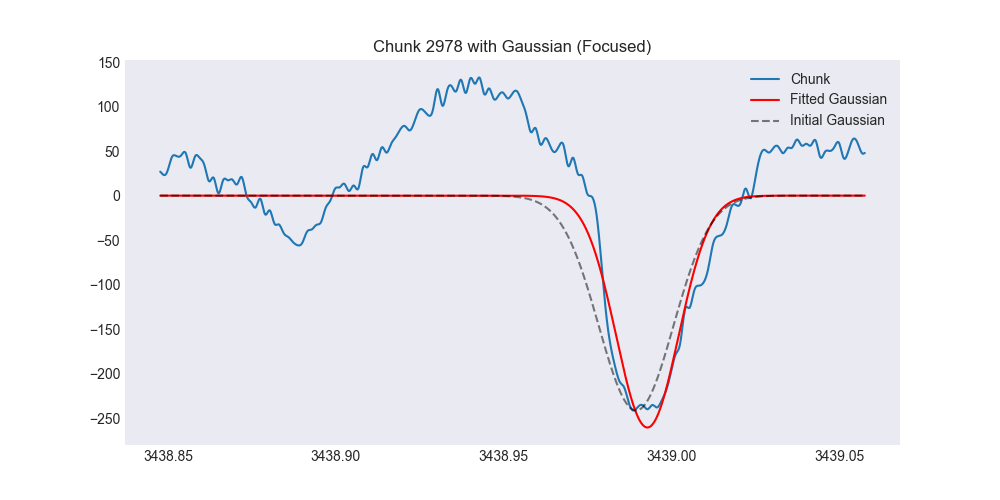 Chunk 2978 with Gaussian (Focused)
150
100
50
0
−50
−100
−150
−200
−250
Chunk
Fitted Gaussian
Initial Gaussian
3438.85 3438.90 3438.95 3439.00 3439.05